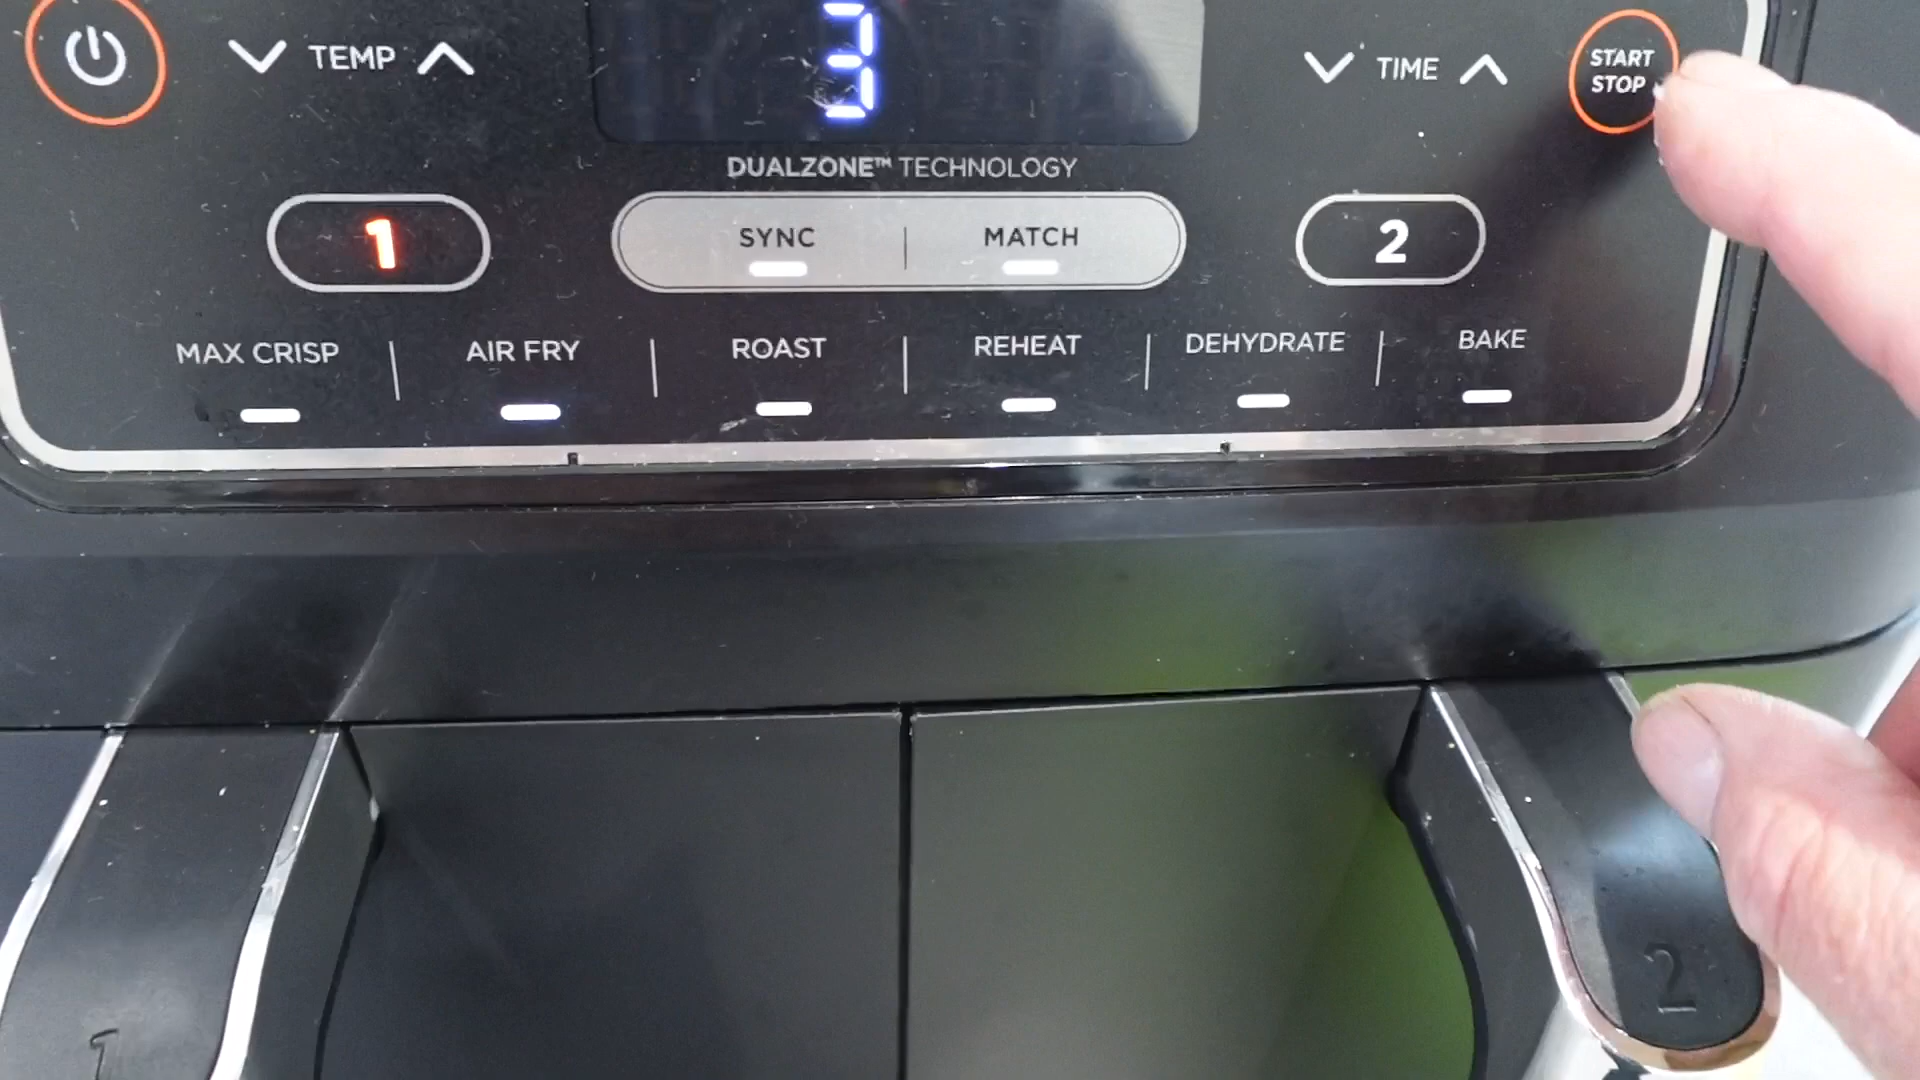 TEMP
3
TIME
START
STOP
DUALZONE™ TECHNOLOGY
1
SYNC
MATCH
2
MAX CRISP
AIR FRY
ROAST
REHEAT
DEHYDRATE
BAKE
1
2